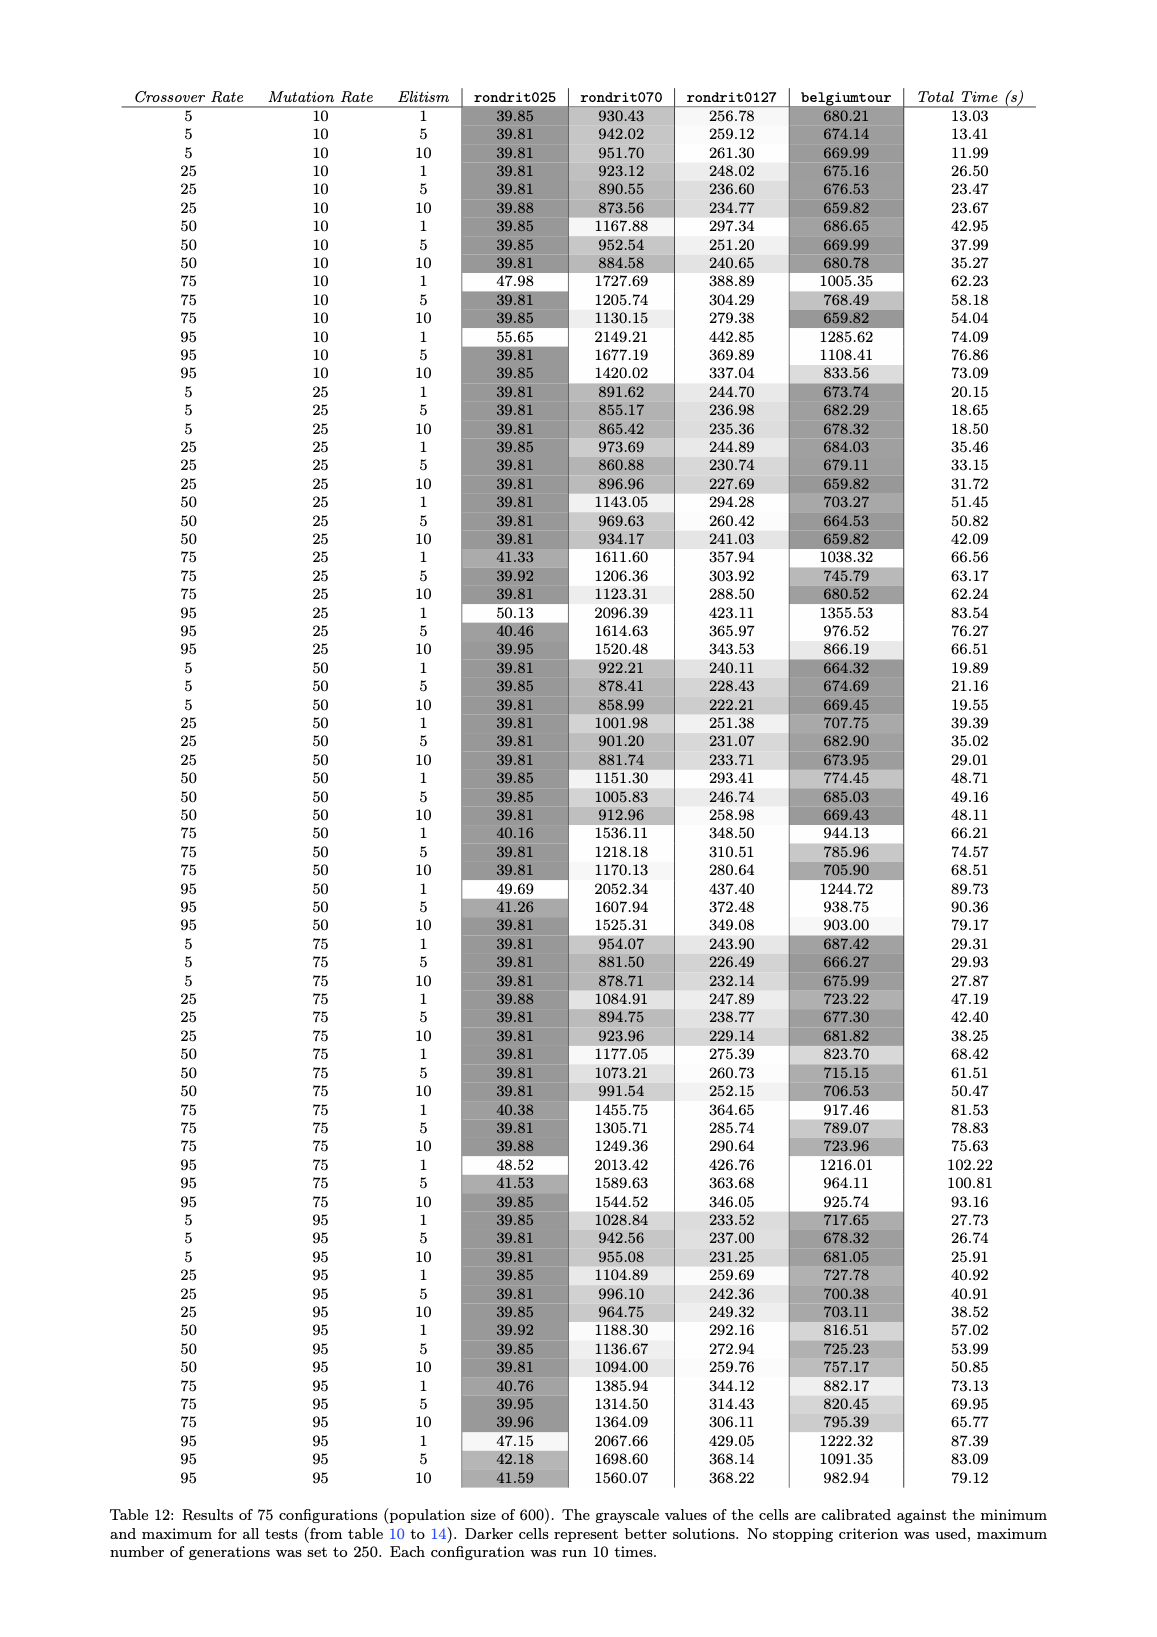 Crossover Rate Mutation Rate Elitism rondrit025 rondrit070 rondrit0127 belgiumtour Total Time (s)
5 10 1 39.85 930.43 256.78 680.21 13.03
5 10 5 39.81 942.02 259.12 674.14 13.41
5 10 10 39.81 951.70 261.30 669.99 11.99
25 10 1 39.81 923.12 248.02 675.16 26.50
25 10 5 39.81 890.55 236.60 676.53 23.47
25 10 10 39.88 873.56 234.77 659.82 23.67
50 10 1 39.85 1167.88 297.34 686.65 42.95
50 10 5 39.85 952.54 251.20 669.99 37.99
50 10 10 39.81 884.58 240.65 680.78 35.27
75 10 1 47.98 1727.69 388.89 1005.35 62.23
75 10 5 39.81 1205.74 304.29 768.49 58.18
75 10 10 39.85 1130.15 279.38 659.82 54.04
95 10 1 55.65 2149.21 442.85 1285.62 74.09
95 10 5 39.81 1677.19 369.89 1108.41 76.86
95 10 10 39.85 1420.02 337.04 833.56 73.09
5 25 1 39.81 891.62 244.70 673.74 20.15
5 25 5 39.81 855.17 236.98 682.29 18.65
5 25 10 39.81 865.42 235.36 678.32 18.50
25 25 1 39.85 973.69 244.89 684.03 35.46
25 25 5 39.81 860.88 230.74 679.11 33.15
25 25 10 39.81 896.96 227.69 659.82 31.72
50 25 1 39.81 1143.05 294.28 703.27 51.45
50 25 5 39.81 969.63 260.42 664.53 50.82
50 25 10 39.81 934.17 241.03 659.82 42.09
75 25 1 41.33 1611.60 357.94 1038.32 66.56
75 25 5 39.92 1206.36 303.92 745.79 63.17
75 25 10 39.81 1123.31 288.50 680.52 62.24
95 25 1 50.13 2096.39 423.11 1355.53 83.54
95 25 5 40.46 1614.63 365.97 976.52 76.27
95 25 10 39.95 1520.48 343.53 866.19 66.51
5 50 1 39.81 922.21 240.11 664.32 19.89
5 50 5 39.85 878.41 228.43 674.69 21.16
5 50 10 39.81 858.99 222.21 669.45 19.55
25 50 1 39.81 1001.98 251.38 707.75 39.39
25 50 5 39.81 901.20 231.07 682.90 35.02
25 50 10 39.81 881.74 233.71 673.95 29.01
50 50 1 39.85 1151.30 293.41 774.45 48.71
50 50 5 39.85 1005.83 246.74 685.03 49.16
50 50 10 39.81 912.96 258.98 669.43 48.11
75 50 1 40.16 1536.11 348.50 944.13 66.21
75 50 5 39.81 1218.18 310.51 785.96 74.57
75 50 10 39.81 1170.13 280.64 705.90 68.51
95 50 1 49.69 2052.34 437.40 1244.72 89.73
95 50 5 41.26 1607.94 372.48 938.75 90.36
95 50 10 39.81 1525.31 349.08 903.00 79.17
5 75 1 39.81 954.07 243.90 687.42 29.31
5 75 5 39.81 881.50 226.49 666.27 29.93
5 75 10 39.81 878.71 232.14 675.99 27.87
25 75 1 39.88 1084.91 247.89 723.22 47.19
25 75 5 39.81 894.75 238.77 677.30 42.40
25 75 10 39.81 923.96 229.14 681.82 38.25
50 75 1 39.81 1177.05 275.39 823.70 68.42
50 75 5 39.81 1073.21 260.73 715.15 61.51
50 75 10 39.81 991.54 252.15 706.53 50.47
75 75 1 40.38 1455.75 364.65 917.46 81.53
75 75 5 39.81 1305.71 285.74 789.07 78.83
75 75 10 39.88 1249.36 290.64 723.96 75.63
95 75 1 48.52 2013.42 426.76 1216.01 102.22
95 75 5 41.53 1589.63 363.68 964.11 100.81
95 75 10 39.85 1544.52 346.05 925.74 93.16
5 95 1 39.85 1028.84 233.52 717.65 27.73
5 95 5 39.81 942.56 237.00 678.32 26.74
5 95 10 39.81 955.08 231.25 681.05 25.91
25 95 1 39.85 1104.89 259.69 727.78 40.92
25 95 5 39.81 996.10 242.36 700.38 40.91
25 95 10 39.85 964.75 249.32 703.11 38.52
50 95 1 39.92 1188.30 292.16 816.51 57.02
50 95 5 39.85 1136.67 272.94 725.23 53.99
50 95 10 39.81 1094.00 259.76 757.17 50.85
75 95 1 40.76 1385.94 344.12 882.17 73.13
75 95 5 39.95 1314.50 314.43 820.45 69.95
75 95 10 39.96 1364.09 306.11 795.39 65.77
95 95 1 47.15 2067.66 429.05 1222.32 87.39
95 95 5 42.18 1698.60 368.14 1091.35 83.09
95 95 10 41.59 1560.07 368.22 982.94 79.12
Table 12: Results of 75 configurations (population size of 600). The grayscale values of the cells are calibrated against the minimum
and maximum for all tests (from table 10 to 14). Darker cells represent better solutions. No stopping criterion was used, maximum
number of generations was set to 250. Each configuration was run 10 times.